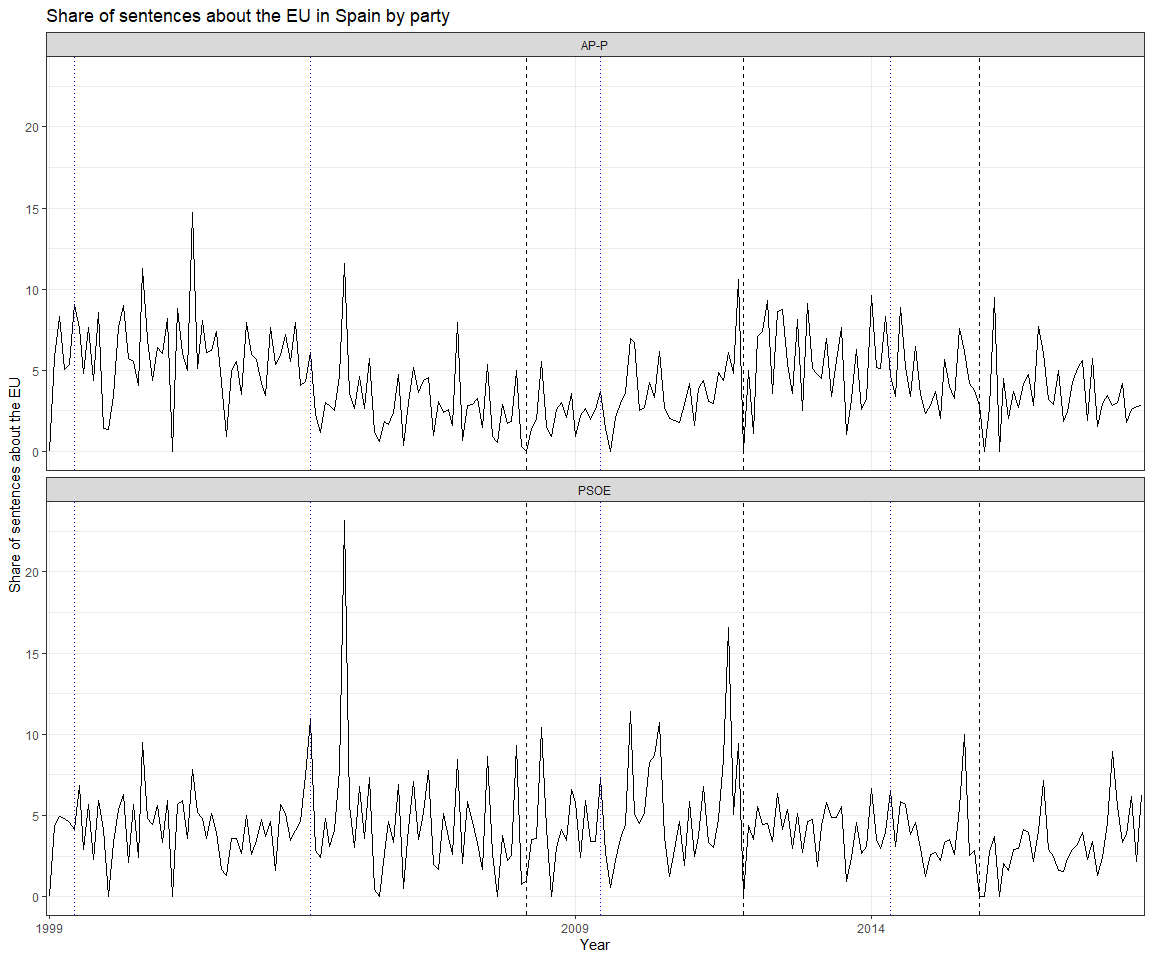 Share of sentences about the EU in Spain by party
AP-P
20
15
10
5
0
PSOE
20
15
10
5
0
Share of sentences about the EU
1999
2009
2014
Year